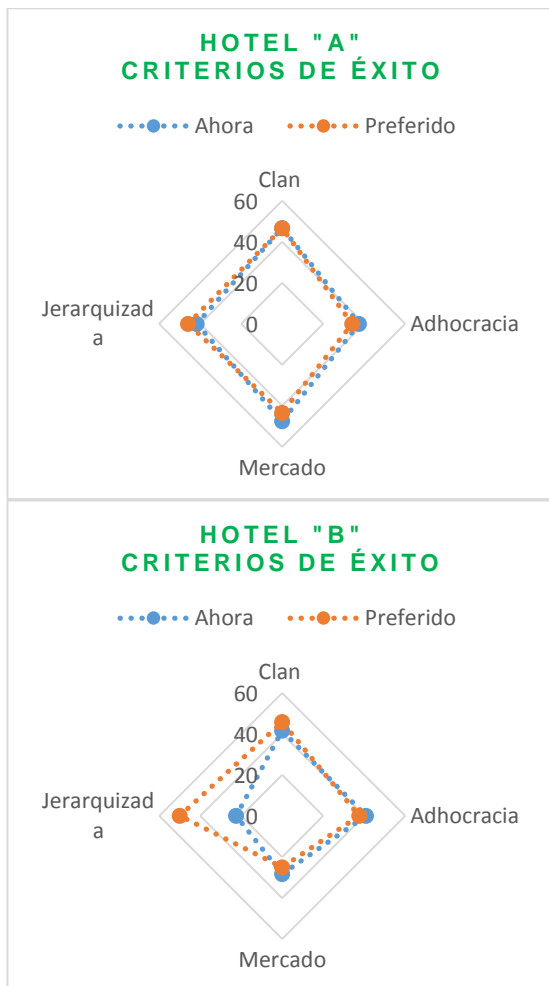 HOTEL "A"
CRITERIOS DE ÉXITO
Ahora
Preferido
Clan
60
40
20
0
Jerarquizad
a
Adhocracia
Mercado
HOTEL "B"
CRITERIOS DE ÉXITO
Ahora
Preferido
Clan
60
40
20
0
Jerarquizad
a
Adhocracia
Mercado